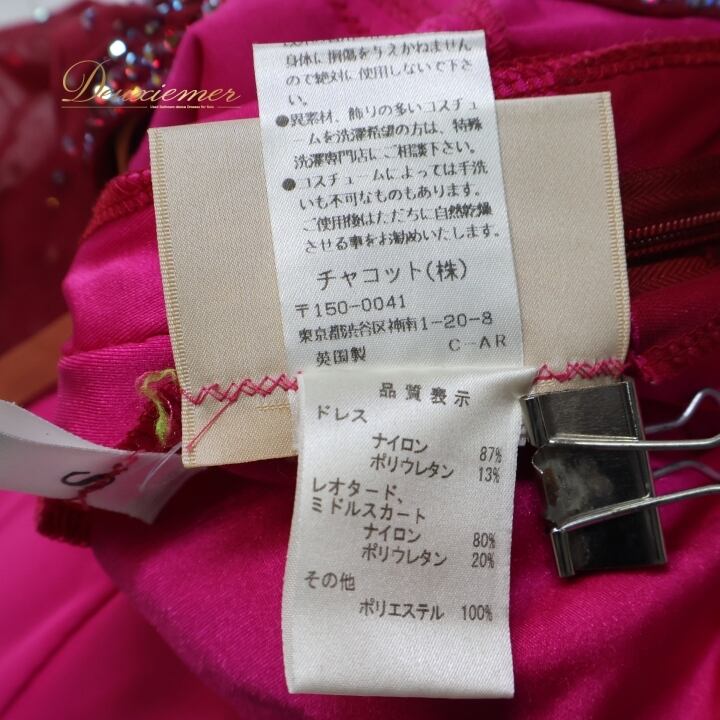 Deuxiemer
Used Ballroom dance Dresses for Sale
身体に損傷を与えかねません
ので絶対に使用しないで下さ
い。
●異素材、飾りの多いコスチュ
ームを洗濯希望の方は、特殊
洗濯専門店にご相談下さい。
●コスチュームによっては手洗
いも不可なものもあります。
ご使用後はただちに自然乾燥
させる事をお勧めいたします。
チャコット(株)
〒150-0041
東京都渋谷区神南1-20-8
英国製 C-AR
品質表示
ドレス
ナイロン 87%
ポリウレタン 13%
レオタード、
ミドルスカート
ナイロン 80%
ポリウレタン 20%
その他
ポリエステル 100%
S